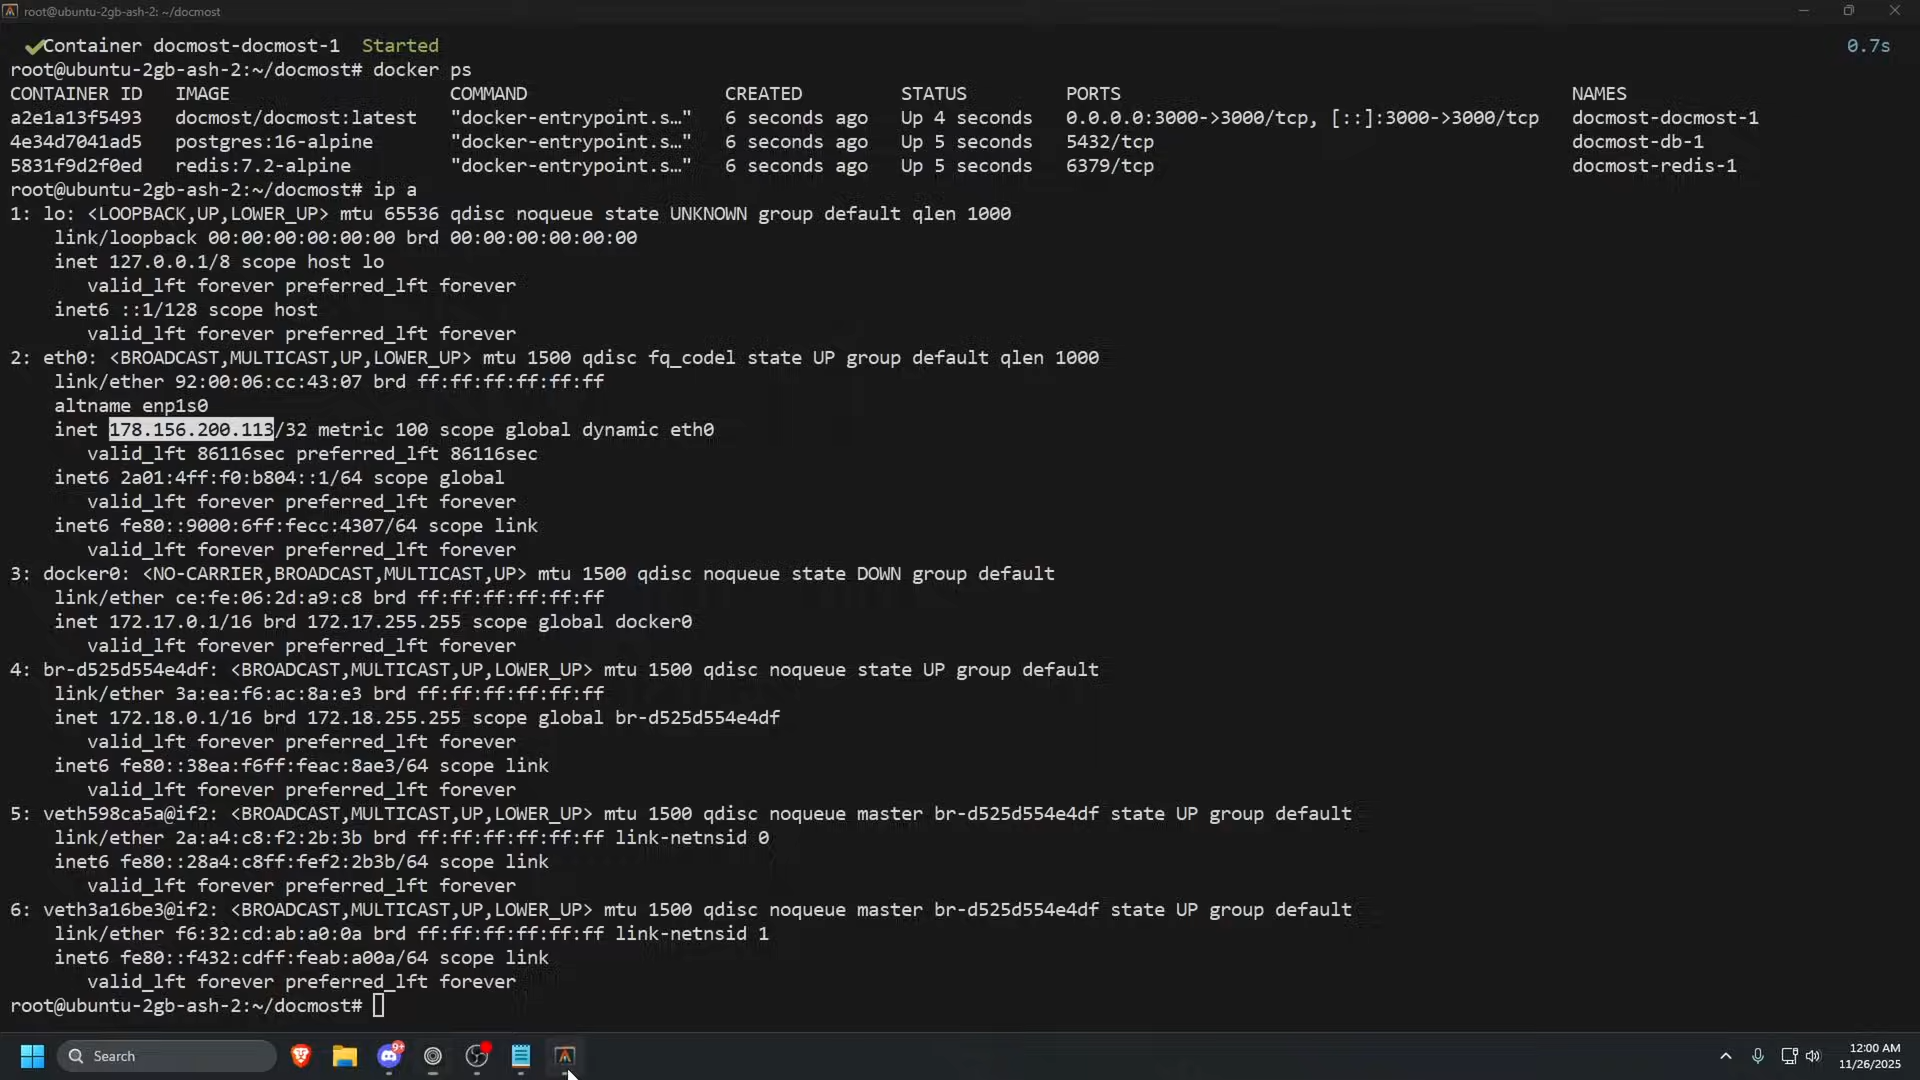 root@ubuntu-2gb-ash-2: ~/docmost
Container docmost-docmost-1  Started 0.7s
root@ubuntu-2gb-ash-2:~/docmost# docker ps
CONTAINER ID   IMAGE                    COMMAND                  CREATED         STATUS         PORTS                                         NAMES
a2e1a13f5493   docmost/docmost:latest   "docker-entrypoint.s…"   6 seconds ago   Up 4 seconds   0.0.0.0:3000->3000/tcp, [::]:3000->3000/tcp   docmost-docmost-1
4e34d7041ad5   postgres:16-alpine       "docker-entrypoint.s…"   6 seconds ago   Up 5 seconds   5432/tcp                                      docmost-db-1
5831f9d2f0ed   redis:7.2-alpine         "docker-entrypoint.s…"   6 seconds ago   Up 5 seconds   6379/tcp                                      docmost-redis-1
root@ubuntu-2gb-ash-2:~/docmost# ip a
1: lo: <LOOPBACK,UP,LOWER_UP> mtu 65536 qdisc noqueue state UNKNOWN group default qlen 1000
    link/loopback 00:00:00:00:00:00 brd 00:00:00:00:00:00
    inet 127.0.0.1/8 scope host lo
       valid_lft forever preferred_lft forever
    inet6 ::1/128 scope host
       valid_lft forever preferred_lft forever
2: eth0: <BROADCAST,MULTICAST,UP,LOWER_UP> mtu 1500 qdisc fq_codel state UP group default qlen 1000
    link/ether 92:00:06:cc:43:07 brd ff:ff:ff:ff:ff:ff
    altname enp1s0
    inet 178.156.200.113/32 metric 100 scope global dynamic eth0
       valid_lft 86116sec preferred_lft 86116sec
    inet6 2a01:4ff:f0:b804::1/64 scope global
       valid_lft forever preferred_lft forever
    inet6 fe80::9000:6ff:fecc:4307/64 scope link
       valid_lft forever preferred_lft forever
3: docker0: <NO-CARRIER,BROADCAST,MULTICAST,UP> mtu 1500 qdisc noqueue state DOWN group default
    link/ether ce:fe:06:2d:a9:c8 brd ff:ff:ff:ff:ff:ff
    inet 172.17.0.1/16 brd 172.17.255.255 scope global docker0
       valid_lft forever preferred_lft forever
4: br-d525d554e4df: <BROADCAST,MULTICAST,UP,LOWER_UP> mtu 1500 qdisc noqueue state UP group default
    link/ether 3a:ea:f6:ac:8a:e3 brd ff:ff:ff:ff:ff:ff
    inet 172.18.0.1/16 brd 172.18.255.255 scope global br-d525d554e4df
       valid_lft forever preferred_lft forever
    inet6 fe80::38ea:f6ff:feac:8ae3/64 scope link
       valid_lft forever preferred_lft forever
5: veth598ca5a@if2: <BROADCAST,MULTICAST,UP,LOWER_UP> mtu 1500 qdisc noqueue master br-d525d554e4df state UP group default
    link/ether 2a:a4:c8:f2:2b:3b brd ff:ff:ff:ff:ff:ff link-netnsid 0
    inet6 fe80::28a4:c8ff:fef2:2b3b/64 scope link
       valid_lft forever preferred_lft forever
6: veth3a16be3@if2: <BROADCAST,MULTICAST,UP,LOWER_UP> mtu 1500 qdisc noqueue master br-d525d554e4df state UP group default
    link/ether f6:32:cd:ab:a0:0a brd ff:ff:ff:ff:ff:ff link-netnsid 1
    inet6 fe80::f432:cdff:feab:a00a/64 scope link
       valid_lft forever preferred_lft forever
root@ubuntu-2gb-ash-2:~/docmost#
Search
9+
12:00 AM
11/26/2025